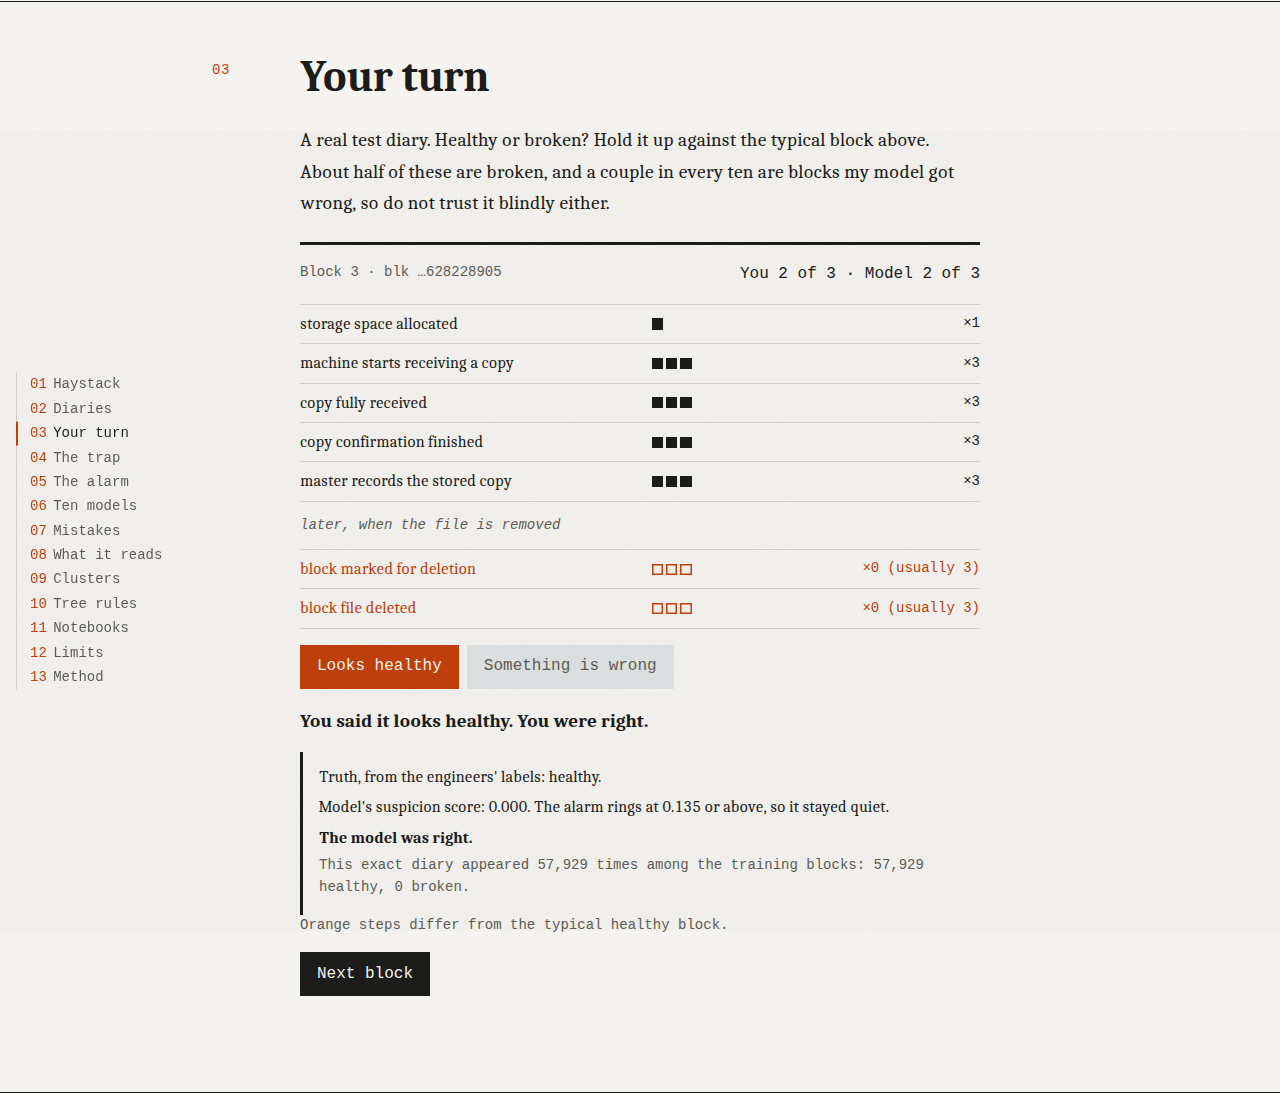 03
Your turn
A real test diary. Healthy or broken? Hold it up against the typical block above.
About half of these are broken, and a couple in every ten are blocks my model got
wrong, so do not trust it blindly either.
Block 3 · blk …628228905
You 2 of 3 · Model 2 of 3
storage space allocated ×1
machine starts receiving a copy ×3
copy fully received ×3
copy confirmation finished ×3
master records the stored copy ×3
later, when the file is removed
block marked for deletion ×0 (usually 3)
block file deleted ×0 (usually 3)
Looks healthy
Something is wrong
You said it looks healthy. You were right.
Truth, from the engineers' labels: healthy.
Model's suspicion score: 0.000. The alarm rings at 0.135 or above, so it stayed quiet.
The model was right.
This exact diary appeared 57,929 times among the training blocks: 57,929
healthy, 0 broken.
Orange steps differ from the typical healthy block.
Next block
01 Haystack
02 Diaries
03 Your turn
04 The trap
05 The alarm
06 Ten models
07 Mistakes
08 What it reads
09 Clusters
10 Tree rules
11 Notebooks
12 Limits
13 Method